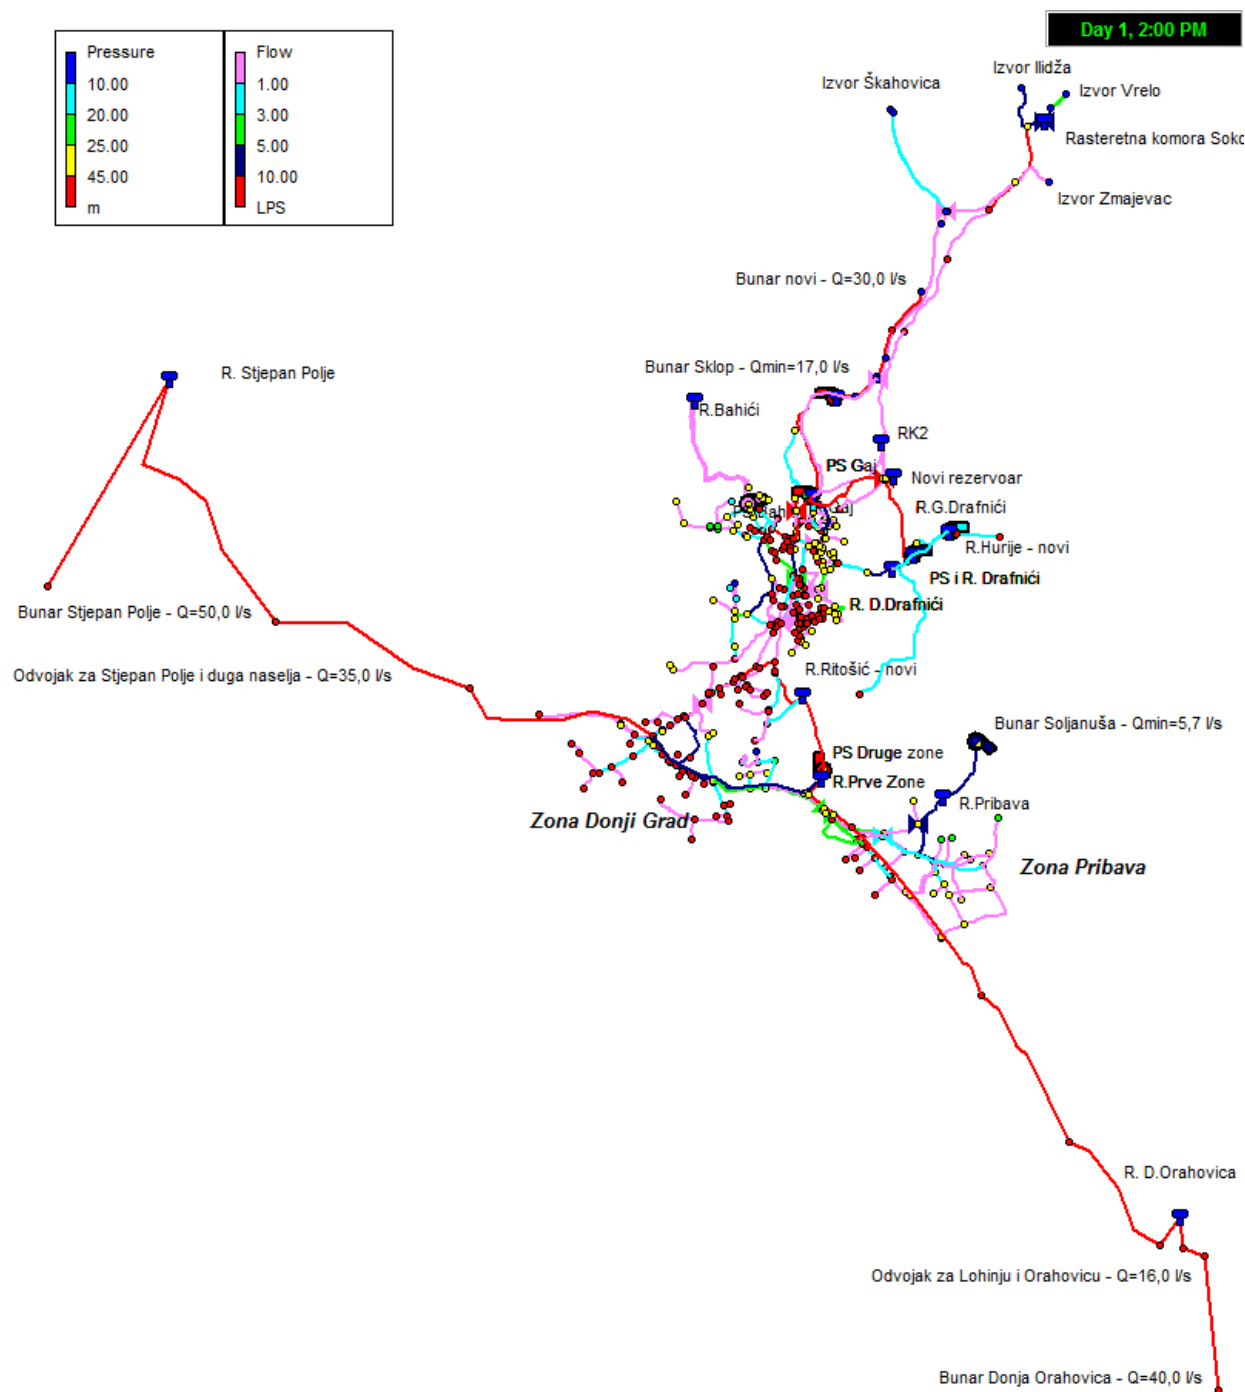 Day 1, 2:00 PM
Pressure
10.00
20.00
25.00
45.00
m
Flow
1.00
3.00
5.00
10.00
LPS
Izvor Ilidža
Izvor Škahovica
Izvor Vrelo
Rasteretna komora Soko
Izvor Zmajevac
Bunar novi - Q=30,0 l/s
Bunar Sklop - Qmin=17,0 l/s
R. Stjepan Polje
R.Bahići
RK2
PS Gaj
Novi rezervoar
R.G.Drafnići
R.Hurije - novi
PS i R. Drafnići
R. D.Drafnići
Bunar Stjepan Polje - Q=50,0 l/s
Odvojak za Stjepan Polje i duga naselja - Q=35,0 l/s
R.Ritošić - novi
Bunar Soljanuša - Qmin=5,7 l/s
PS Druge zone
R.Prve Zone
R.Pribava
Zona Donji Grad
Zona Pribava
R. D.Orahovica
Odvojak za Lohinju i Orahovicu - Q=16,0 l/s
Bunar Donja Orahovica - Q=40,0 l/s